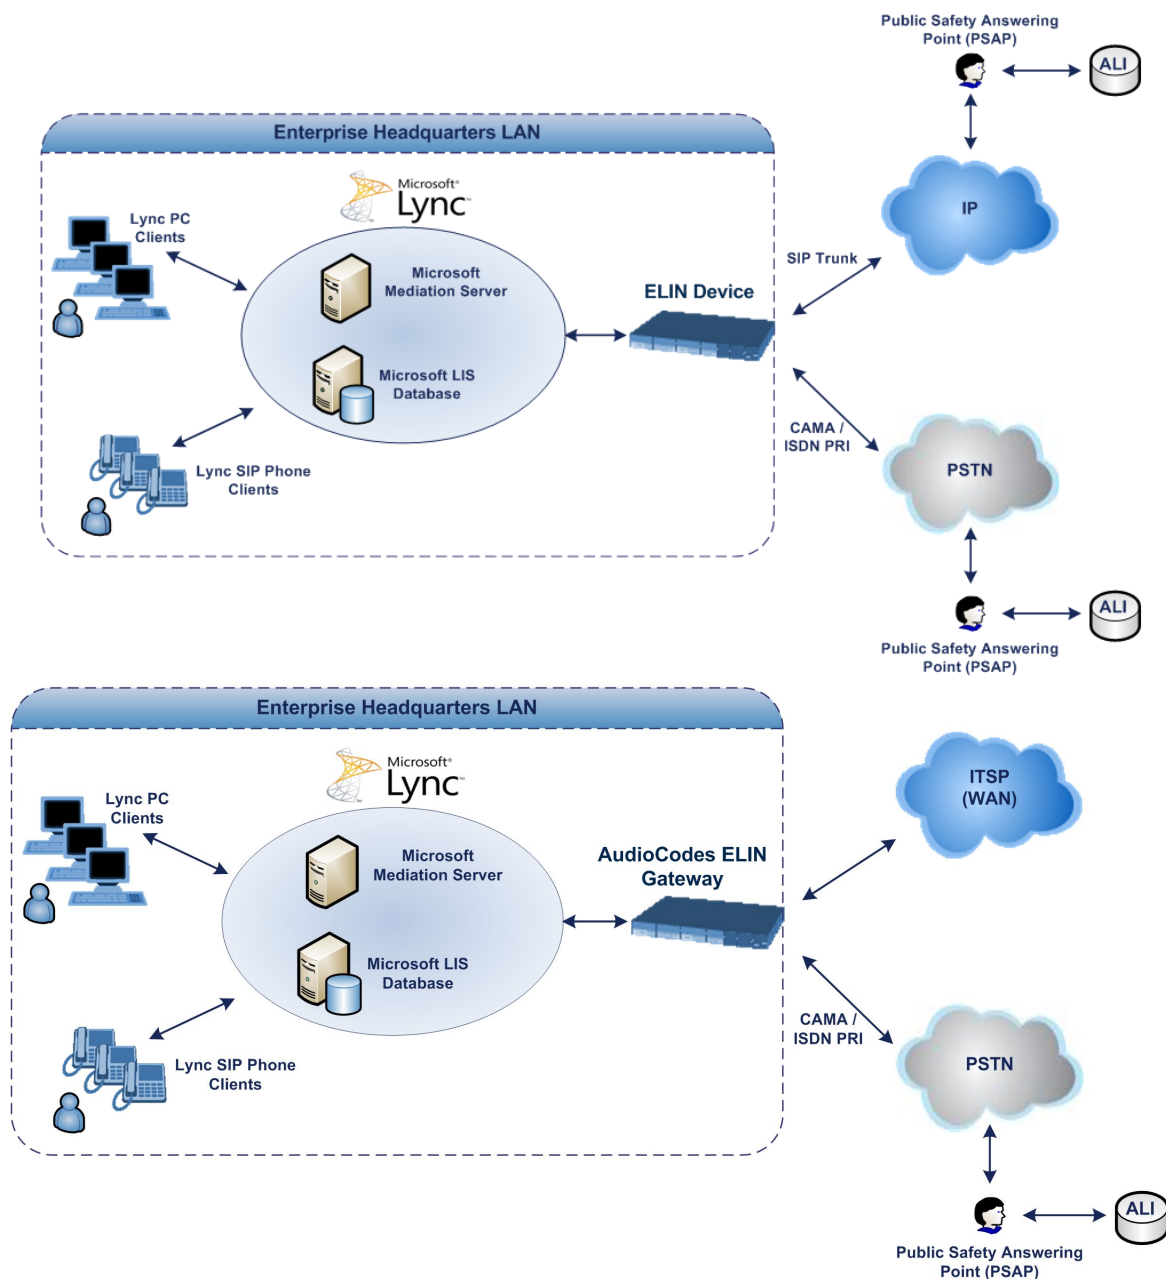 Public Safety Answering
Point (PSAP)
ALI
Enterprise Headquarters LAN
Microsoft®
Lync™
IP
Lync PC
Clients
Microsoft
Mediation Server
SIP Trunk
ELIN Device
Microsoft LIS
Database
CAMA /
ISDN PRI
PSTN
Lync SIP Phone
Clients
ALI
Public Safety Answering
Point (PSAP)
Enterprise Headquarters LAN
Microsoft®
Lync™
ITSP
(WAN)
Lync PC
Clients
Microsoft
Mediation Server
AudioCodes ELIN
Gateway
Microsoft LIS
Database
CAMA /
ISDN PRI
PSTN
Lync SIP Phone
Clients
ALI
Public Safety Answering
Point (PSAP)